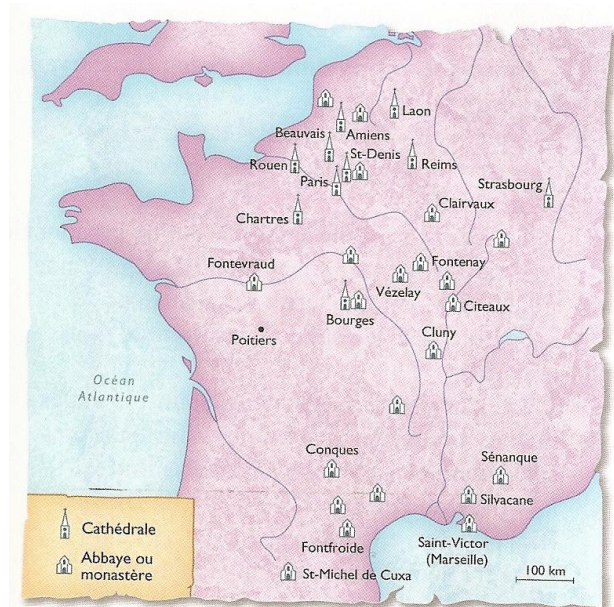 Laon
Beauvais
Amiens
St-Denis
Rouen
Reims
Paris
Strasbourg
Clairvaux
Chartres
Fontevraud
Fontenay
Vézelay
Citeaux
Bourges
Poitiers
Cluny
Océan
Atlantique
Conques
Sénanque
Silvacane
Cathédrale
Fontfroide
Saint-Victor
(Marseille)
Abbaye ou
monastère
St-Michel de Cuxa
100 km